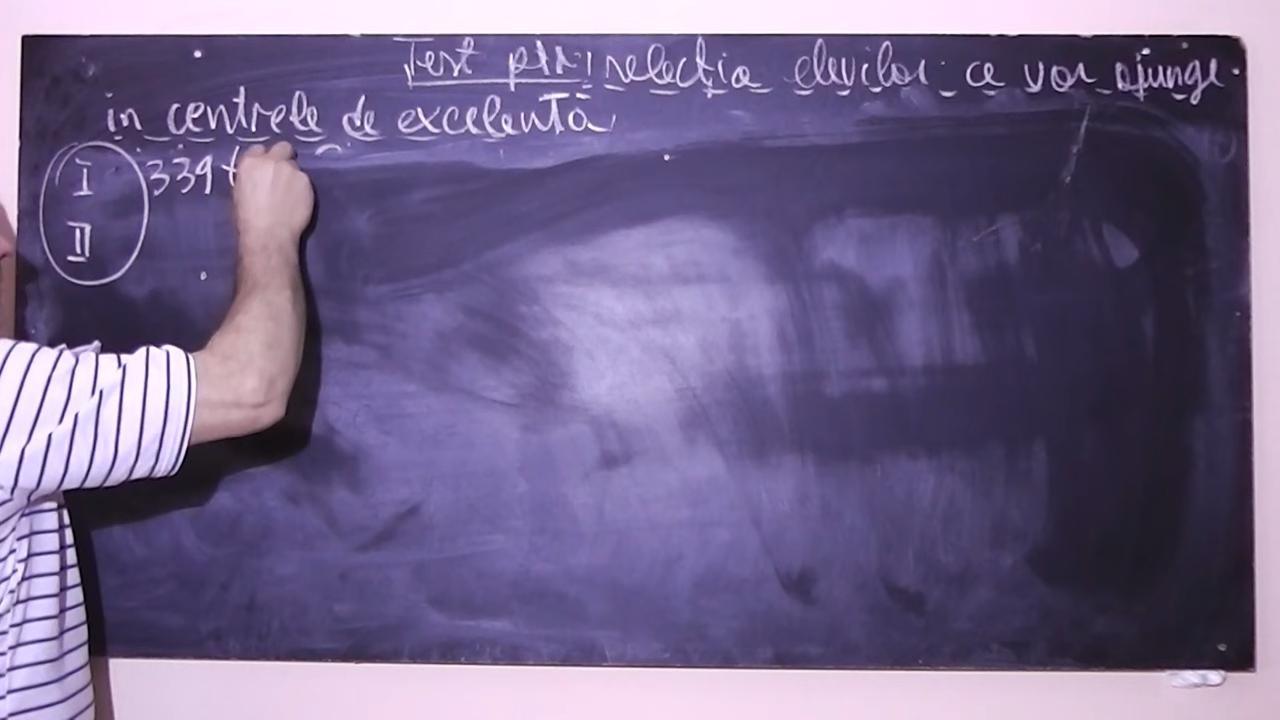 Test ptr. selecția elevilor ce vor ajunge
în centrele de excelență
I 339 +
II